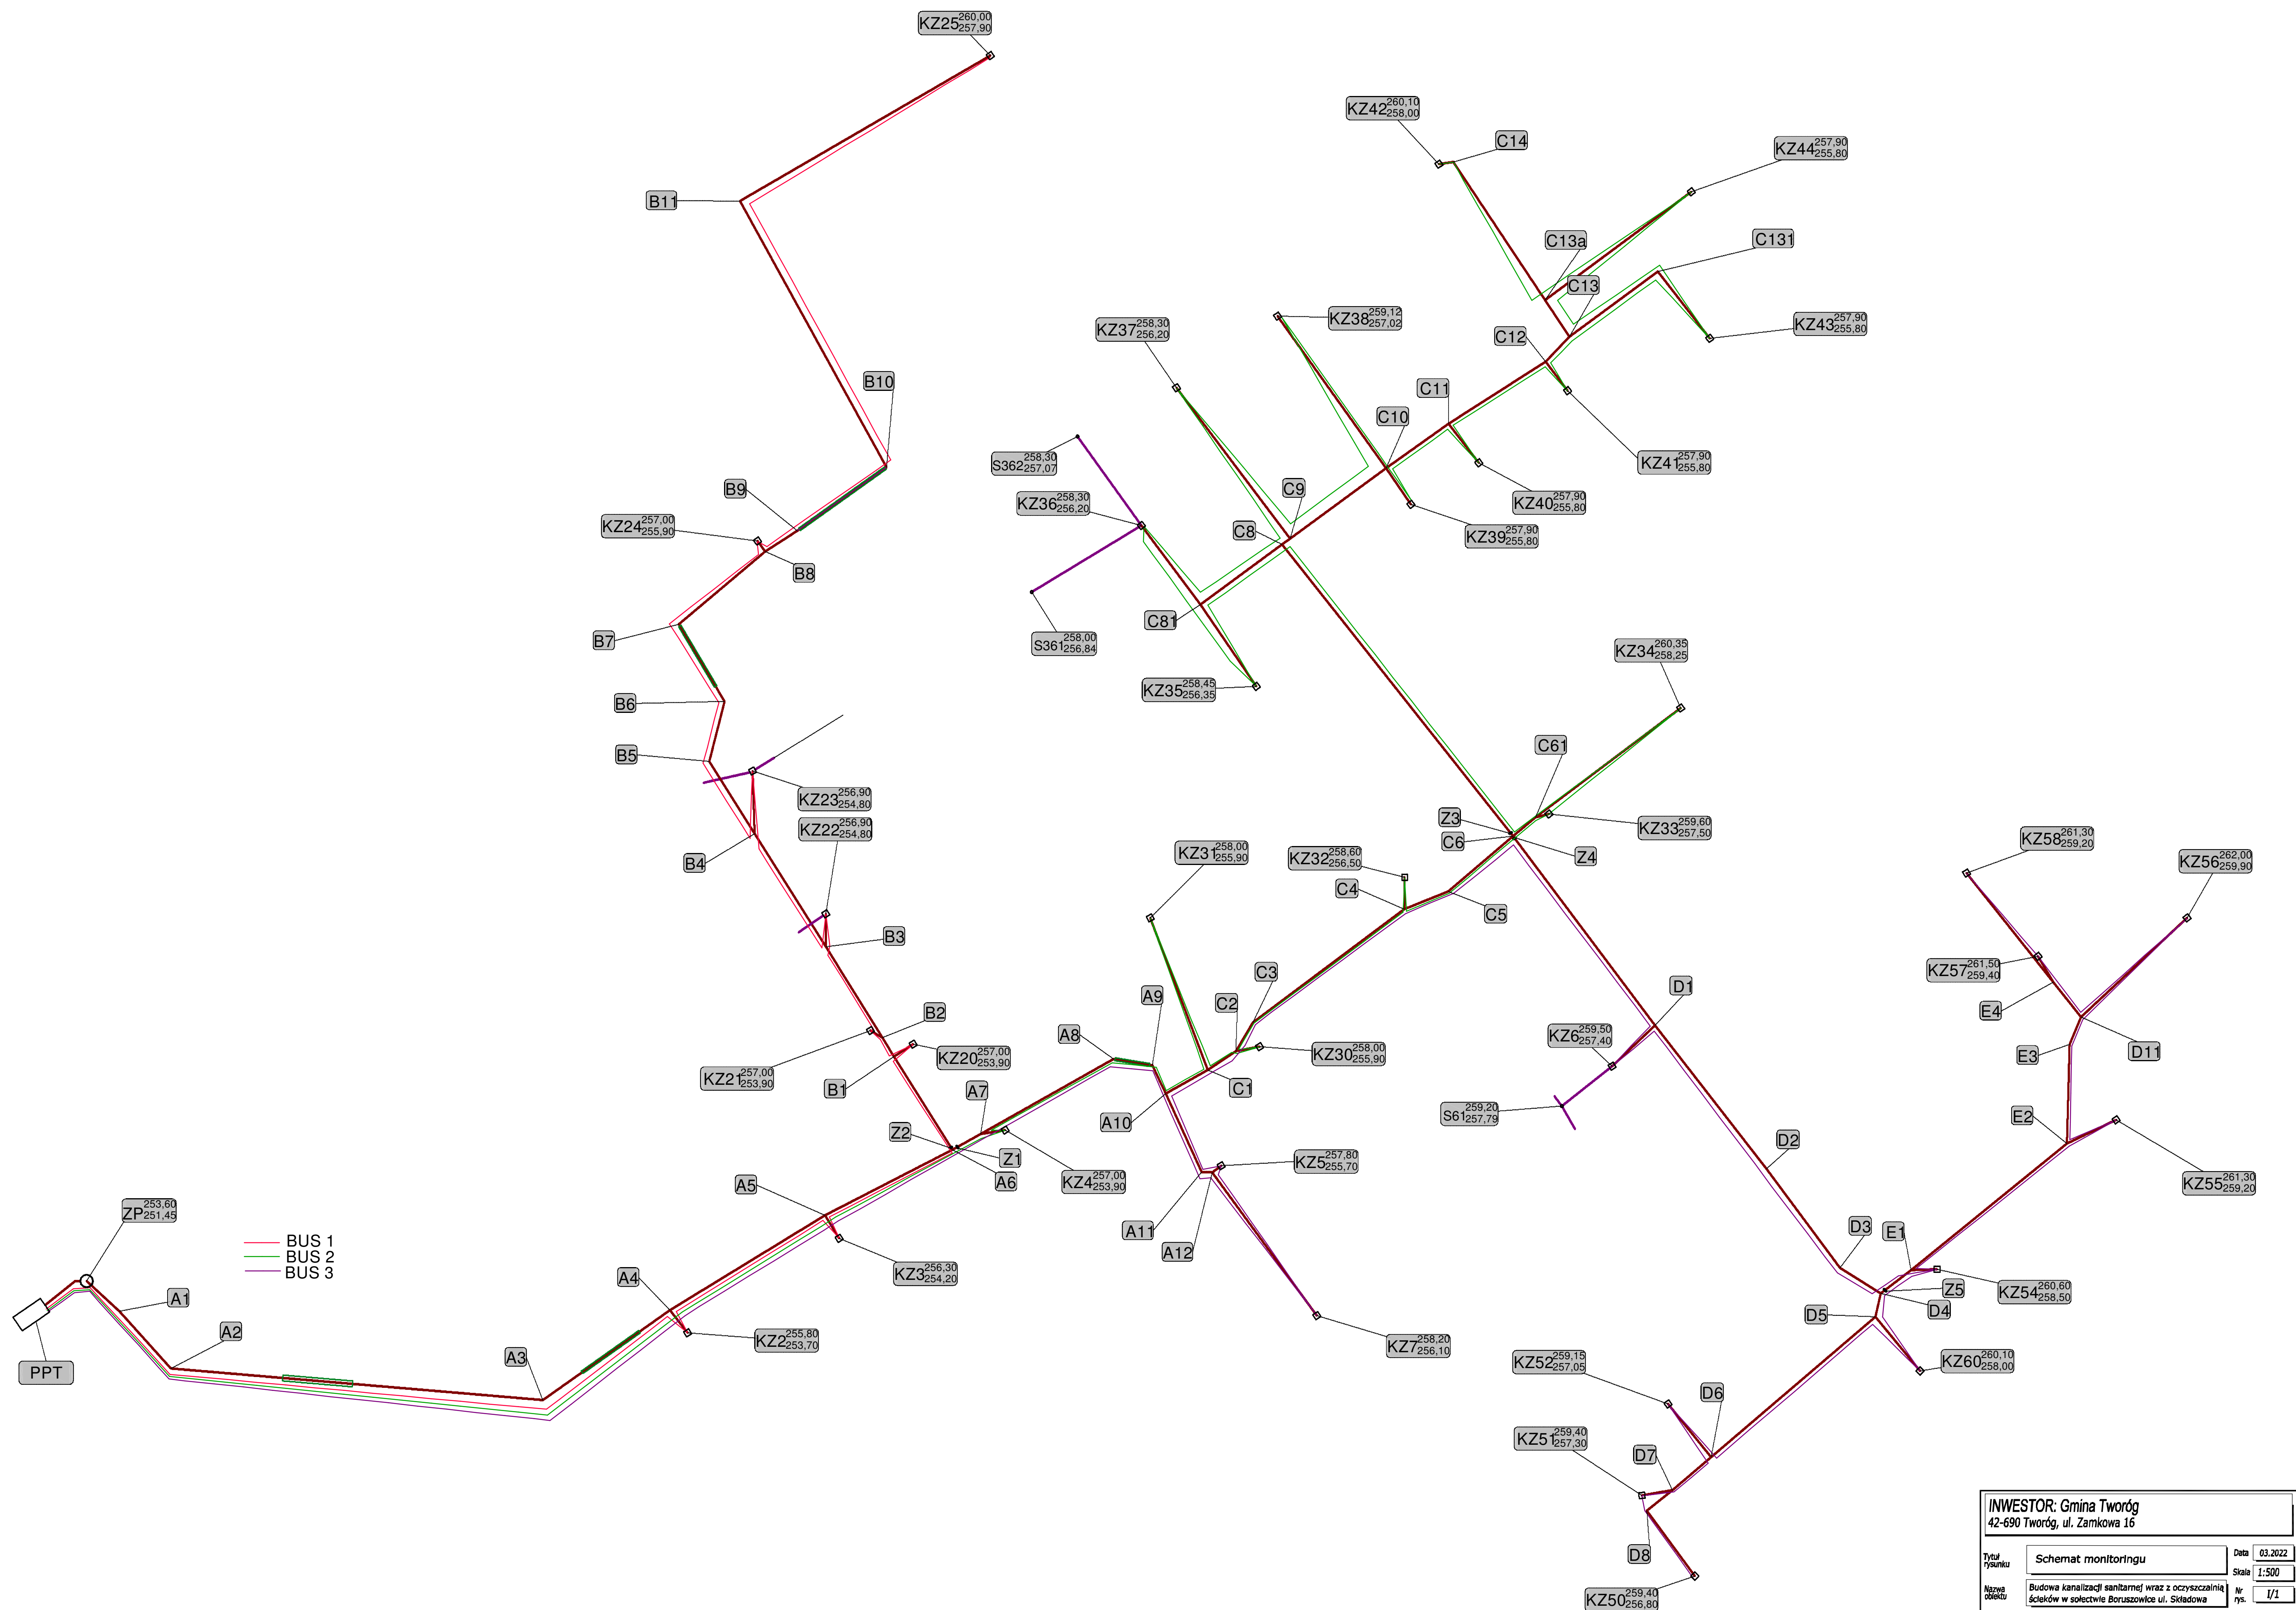 KZ25 260,00
257,90
KZ42 260,10
258,00
C14
KZ44 257,90
255,80
B11
C13a
C131
C13
KZ37 258,30
256,20
KZ38 259,12
257,02
KZ43 257,90
255,80
C12
B10
C11
C10
S362 258,30
257,07
KZ41 257,90
255,80
B9
C9
KZ36 258,30
256,20
KZ40 257,90
255,80
KZ24 257,00
255,90
C8
KZ39 257,90
255,80
B8
C81
B7
S361 258,00
256,84
KZ34 260,35
258,25
KZ35 258,45
256,35
B6
B5
C61
KZ23 256,90
254,80
KZ22 256,90
254,80
Z3
C6
KZ33 259,60
257,50
B4
KZ31 258,00
255,90
KZ32 258,60
256,50
Z4
KZ58 261,30
259,20
KZ56 262,00
259,90
C4
C5
B3
C3
A9
KZ57 261,50
259,40
D1
C2
B2
E4
A8
KZ6 259,50
257,40
KZ20 257,00
253,90
KZ30 258,00
255,90
E3
D11
KZ21 257,00
253,90
B1
A7
C1
S61 259,20
257,79
E2
A10
Z2
D2
Z1
KZ5 257,80
255,70
A5
A6
KZ4 257,00
253,90
KZ55 261,30
259,20
ZP 253,60
251,45
A11
D3
E1
BUS 1
BUS 2
BUS 3
A12
KZ3 256,30
254,20
A4
A1
Z5
KZ54 260,60
258,50
D4
D5
A2
KZ2 255,80
253,70
KZ7 258,20
256,10
A3
KZ52 259,15
257,05
KZ60 260,10
258,00
PPT
D6
KZ51 259,40
257,30
D7
D8
KZ50 259,40
256,80
INWESTOR: Gmina Tworóg
42-690 Tworóg, ul. Zamkowa 16
Tytuł rysunku
Schemat monitoringu
Data 03.2022
Skala 1:500
Nazwa obiektu
Budowa kanalizacji sanitarnej wraz z oczyszczalnią
ścieków w sołectwie Boruszowice ul. Składowa
Nr rys. I/1